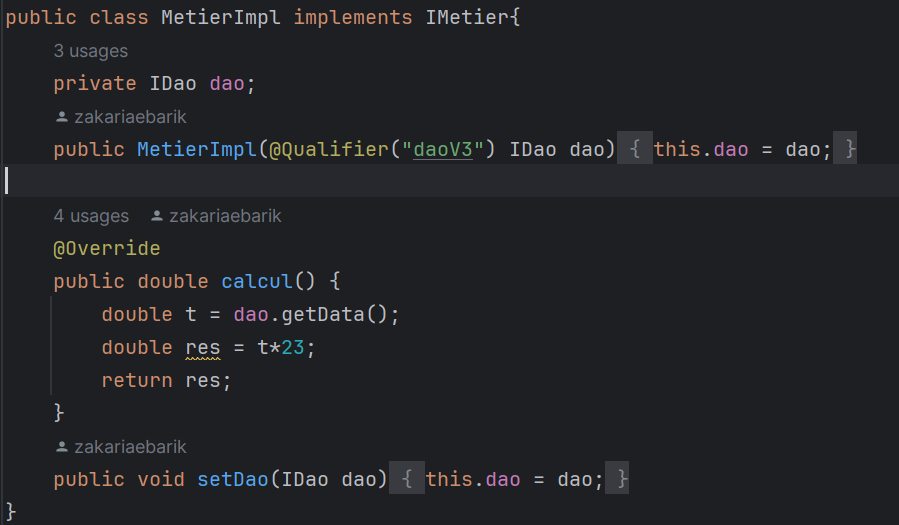 public class MetierImpl implements IMetier{
3 usages
private IDao dao;
zakariaebarik
public MetierImpl(@Qualifier("daoV3") IDao dao) { this.dao = dao; }
4 usages zakariaebarik
@Override
public double calcul() {
double t = dao.getData();
double res = t*23;
return res;
}
zakariaebarik
public void setDao(IDao dao) { this.dao = dao; }
}